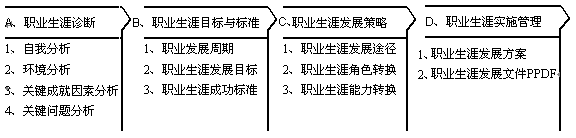 A、职业生涯诊断
1、自我分析
2、环境分析
3、关键成就因素分析
4、关键问题分析
B、职业生涯目标与标准
1、职业发展周期
2、职业生涯发展目标
3、职业生涯成功标准
C、职业生涯发展策略
1、职业生涯发展途径
2、职业生涯角色转换
3、职业生涯能力转换
D、职业生涯实施管理
1、职业发展方案
2、职业生涯发展文件PPDF